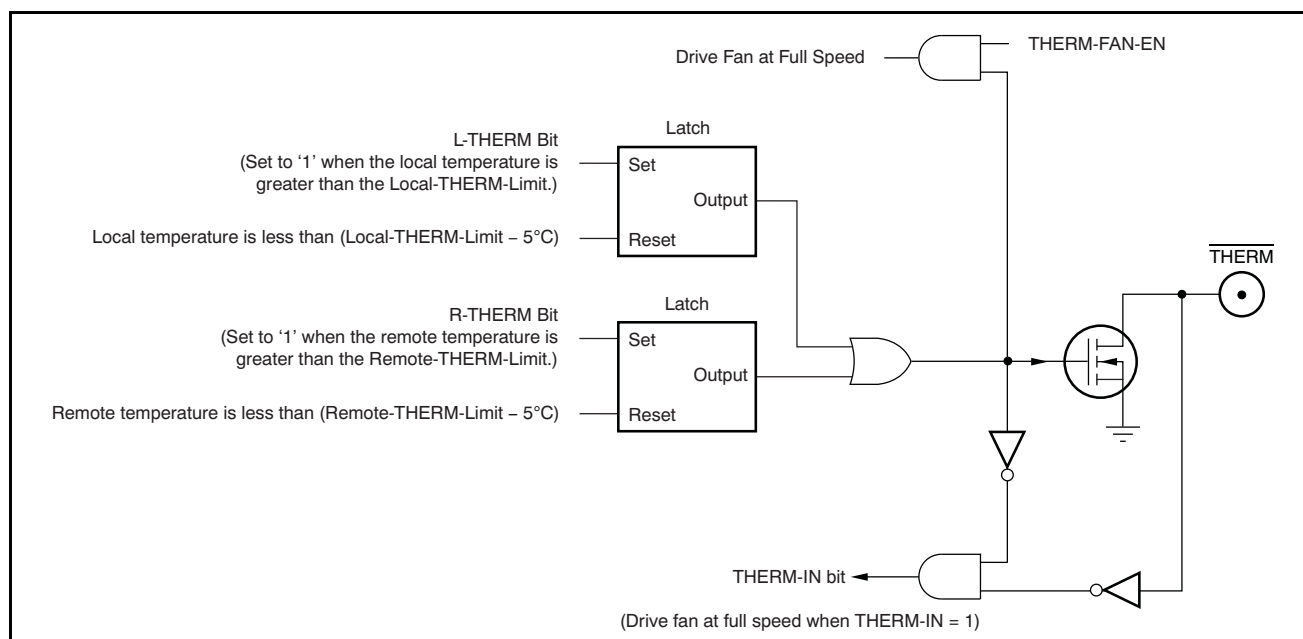 THERM-FAN-EN
Drive Fan at Full Speed
Latch
L-THERM Bit
(Set to ‘1’ when the local temperature is
greater than the Local-THERM-Limit.)
Set
Output
Local temperature is less than (Local-THERM-Limit – 5°C)
Reset
THERM
Latch
R-THERM Bit
(Set to ‘1’ when the remote temperature is
greater than the Remote-THERM-Limit.)
Set
Output
Remote temperature is less than (Remote-THERM-Limit – 5°C)
Reset
THERM-IN bit
(Drive fan at full speed when THERM-IN = 1)